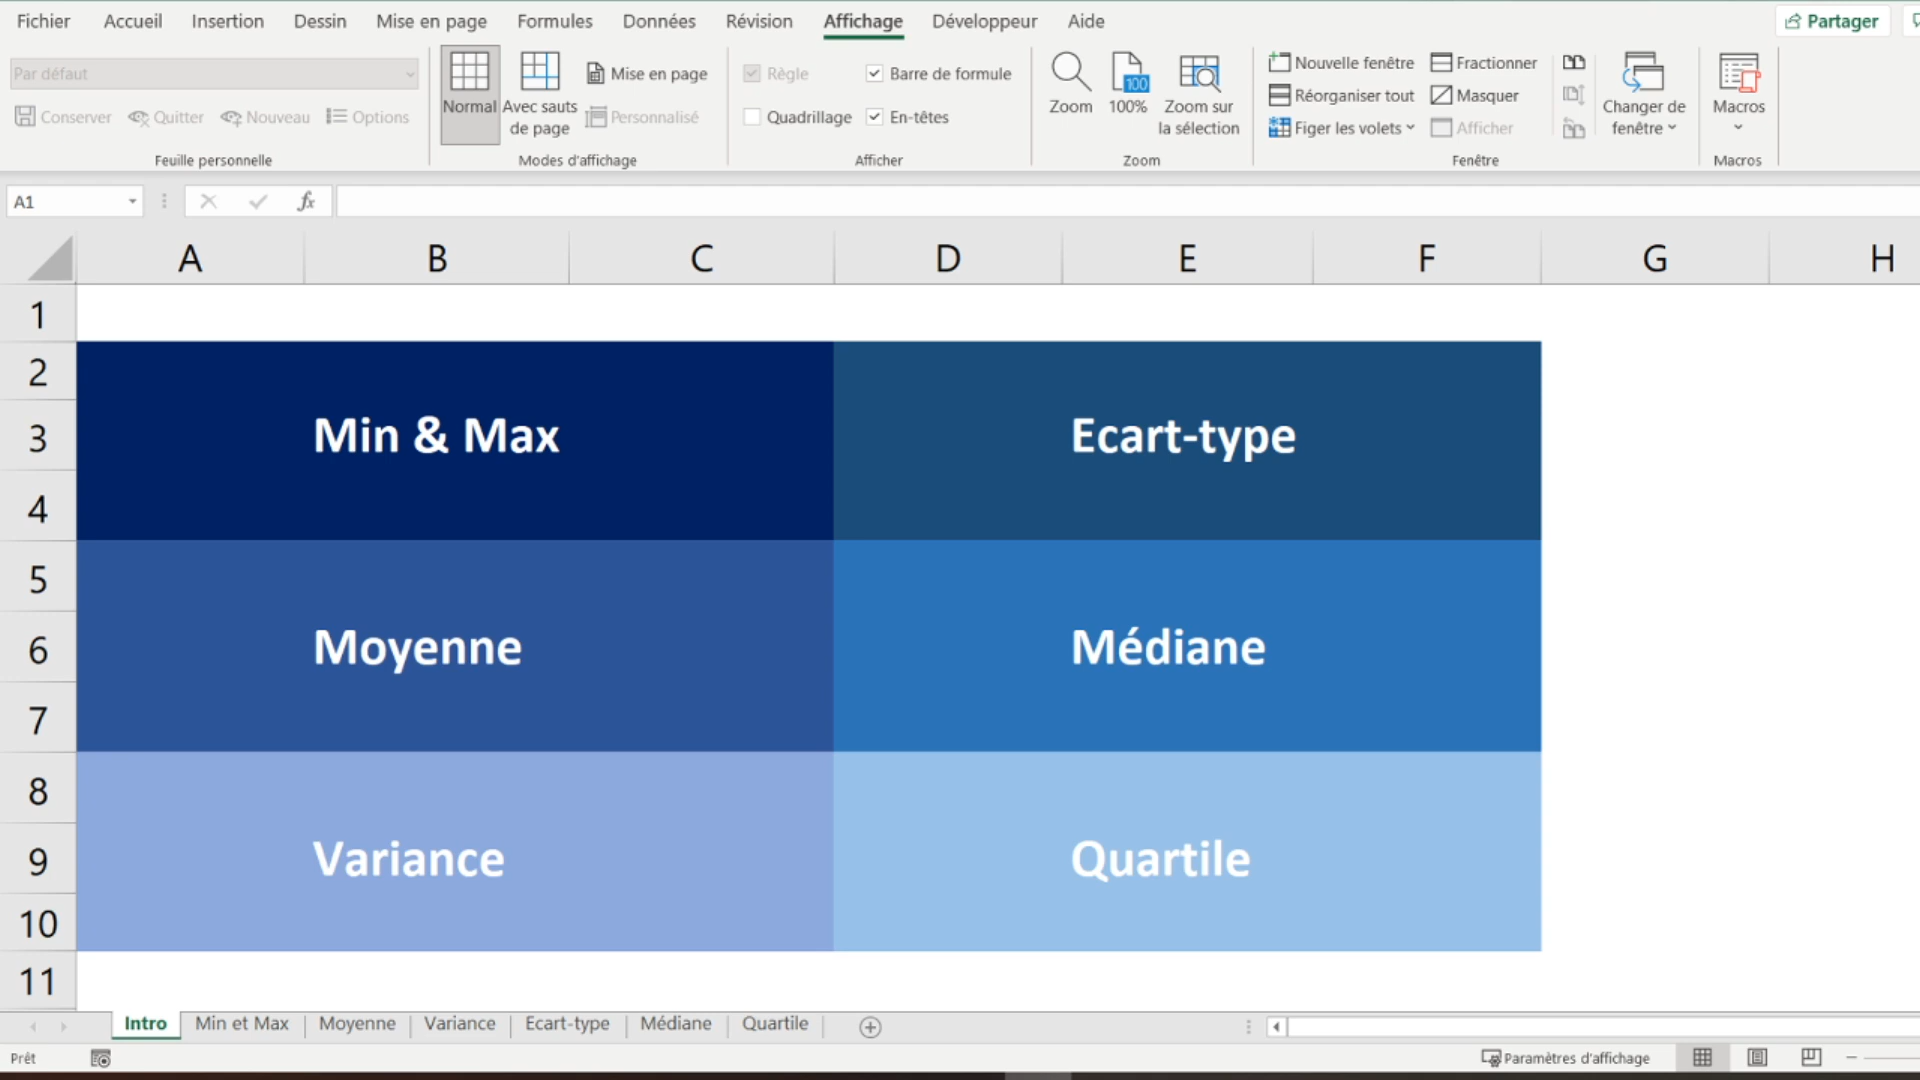 Fichier Accueil Insertion Dessin Mise en page Formules Données Révision Affichage Développeur Aide Partager
Par défaut
Conserver Quitter Nouveau Options
Feuille personnelle
Normal
Avec sauts
de page
Mise en page
Personnalisé
Modes d'affichage
Règle Barre de formule
Quadrillage En-têtes
Afficher
Zoom
100
100%
Zoom sur
la sélection
Zoom
Nouvelle fenêtre Fractionner
Réorganiser tout Masquer
Figer les volets Afficher
Changer de
fenêtre
Fenêtre
Macros
Macros
A1 fx
A B C D E F G H
1
2
3
4
5
6
7
8
9
10
11
Min & Max Ecart-type
Moyenne Médiane
Variance Quartile
Intro Min et Max Moyenne Variance Ecart-type Médiane Quartile
Prêt Paramètres d'affichage